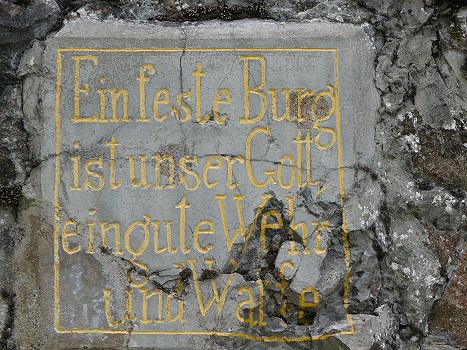 Ein feste Burg
ist unser Gott,
ein gute Wehr
und Waffe